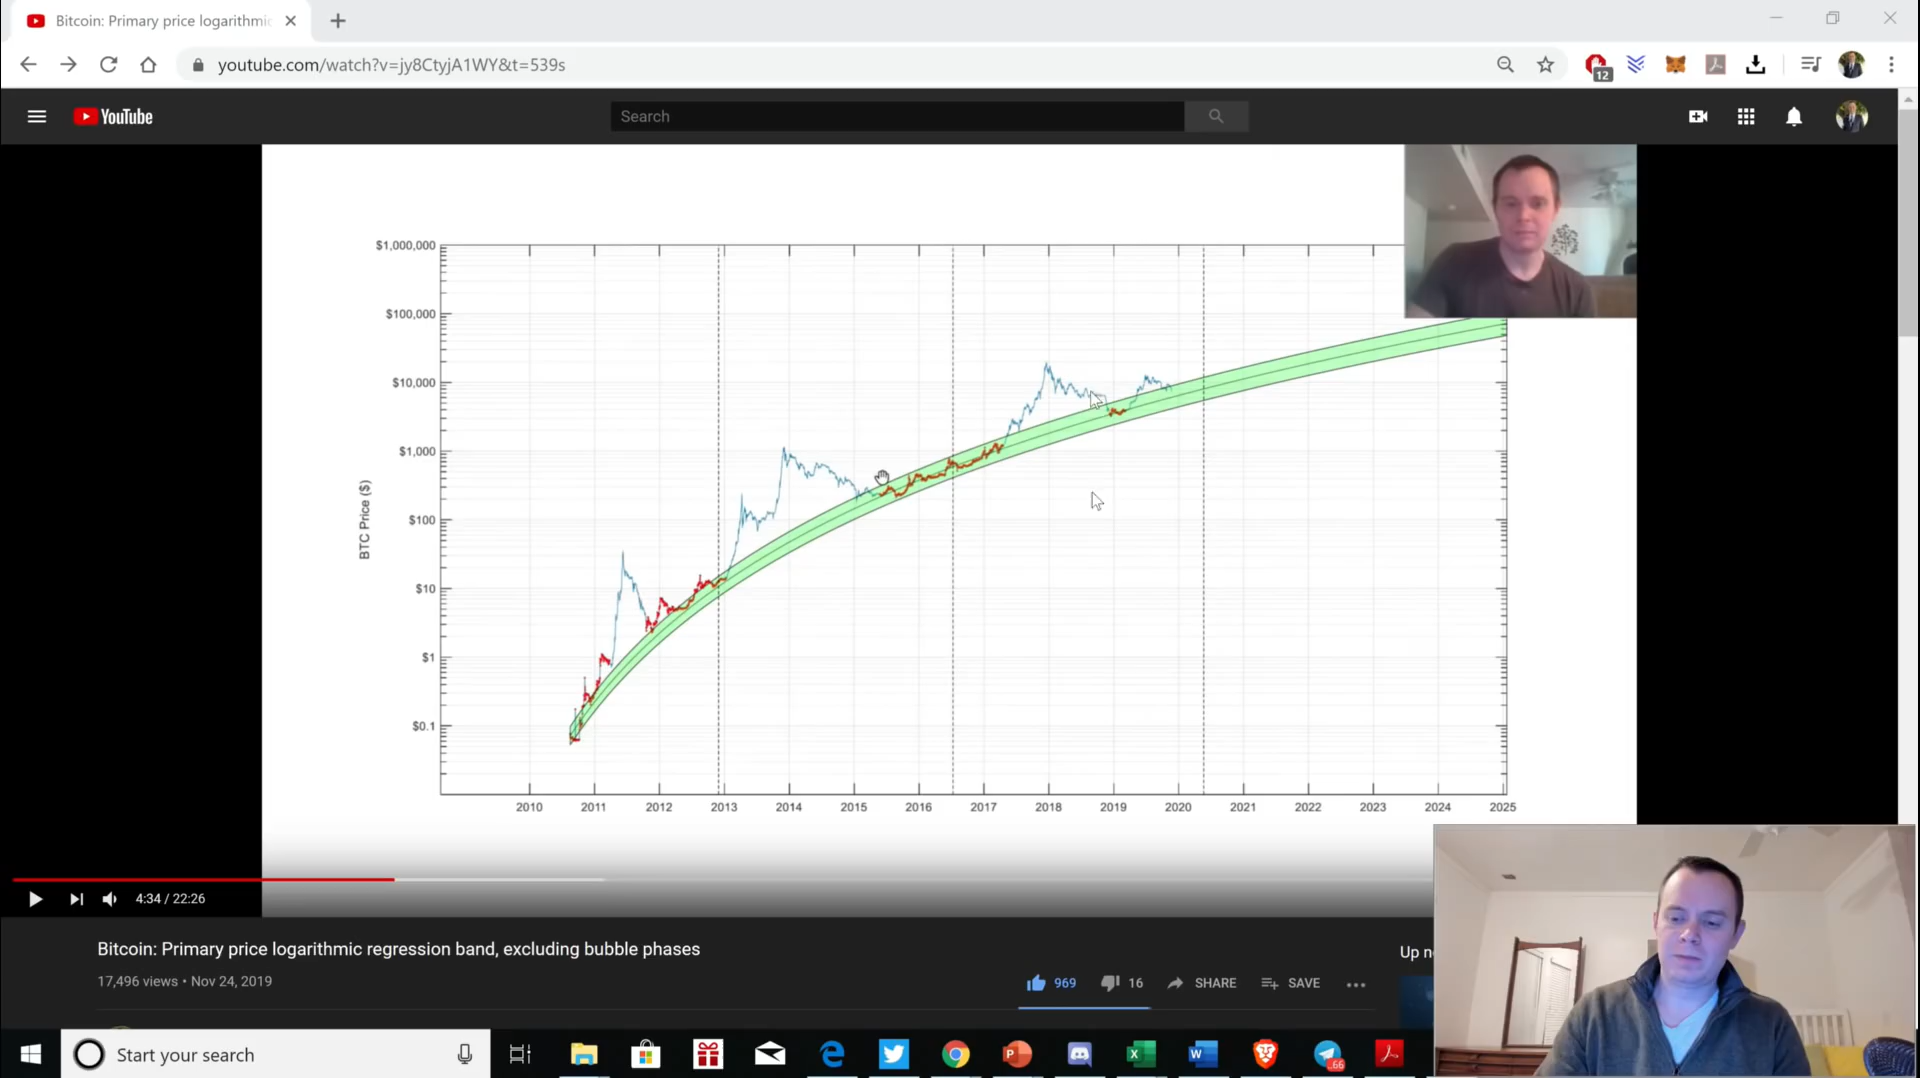 Bitcoin: Primary price logarithmic
youtube.com/watch?v=jy8CtyjA1WY&t=539s
12
YouTube
Search
$1,000,000
$100,000
$10,000
$1,000
$100
$10
$1
$0.1
BTC Price ($)
2010 2011 2012 2013 2014 2015 2016 2017 2018 2019 2020 2021 2022 2023 2024 2025
4:34 / 22:26
Bitcoin: Primary price logarithmic regression band, excluding bubble phases
17,496 views • Nov 24, 2019
969 16 SHARE SAVE
Up
Start your search
P X W 66